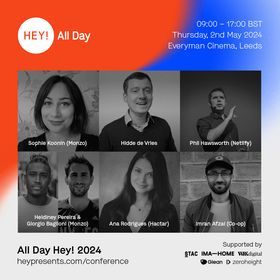 HEY!
All Day
09:00 – 17:00 BST
Thursday, 2nd May 2024
Everyman Cinema, Leeds
Sophie Koonin (Monzo)
Hidde de Vries
Phil Hawksworth (Netlify)
Heidiney Pereira &
Giorgio Baglioni (Monzo)
Ana Rodrigues (Hactar)
Imran Afzal (Co-op)
All Day Hey! 2024
heypresents.com/conference
Supported by
STAC IMA—HOME
Glean zeroheight